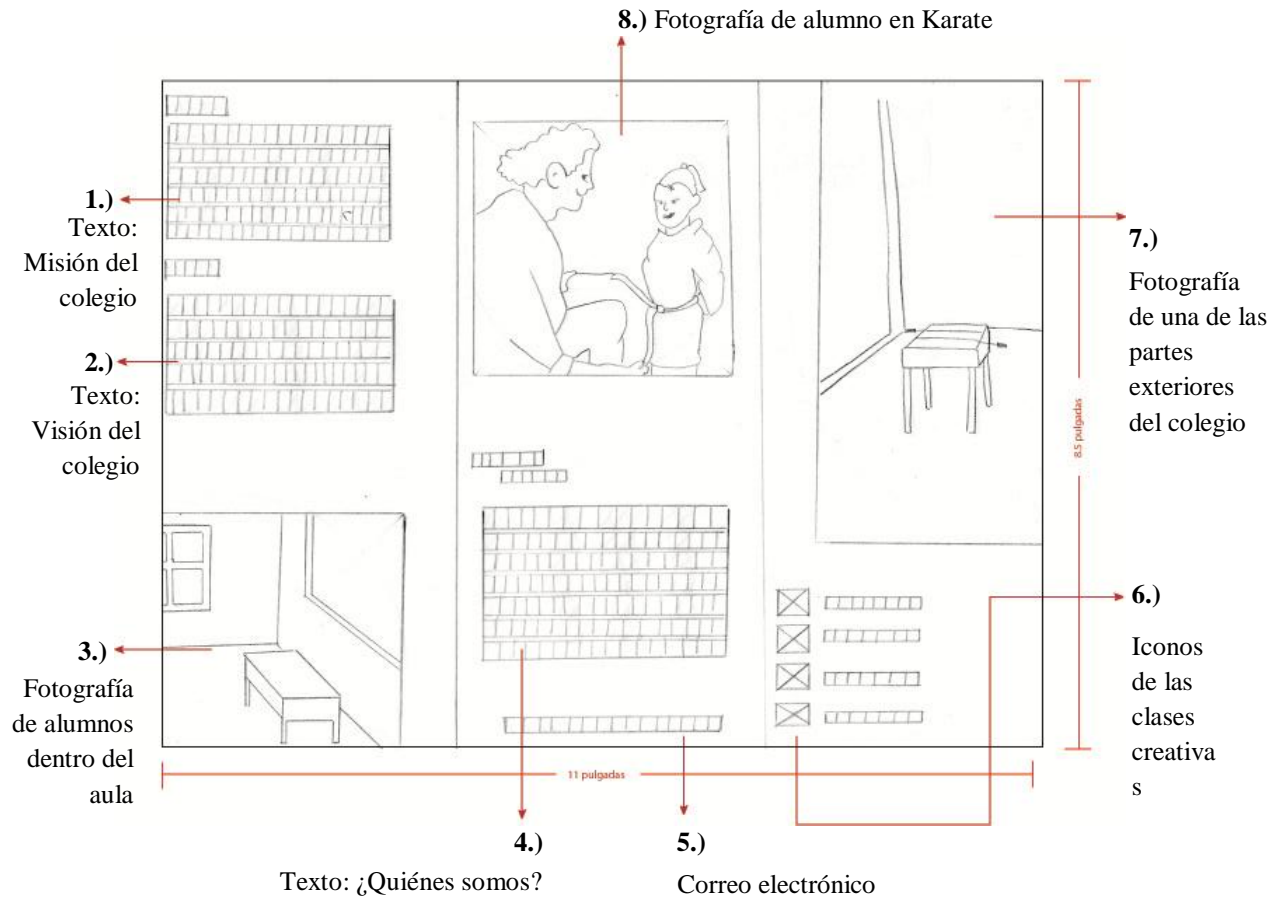 8.) Fotografía de alumno en Karate
1.)
Texto:
Misión del
colegio
2.)
Texto:
Visión del
colegio
3.)
Fotografía
de alumnos
dentro del
aula
4.)
Texto: ¿Quiénes somos?
5.)
Correo electrónico
6.)
Iconos
de las
clases
creativa
s
7.)
Fotografía
de una de las
partes
exteriores
del colegio
8.5 pulgadas
11 pulgadas